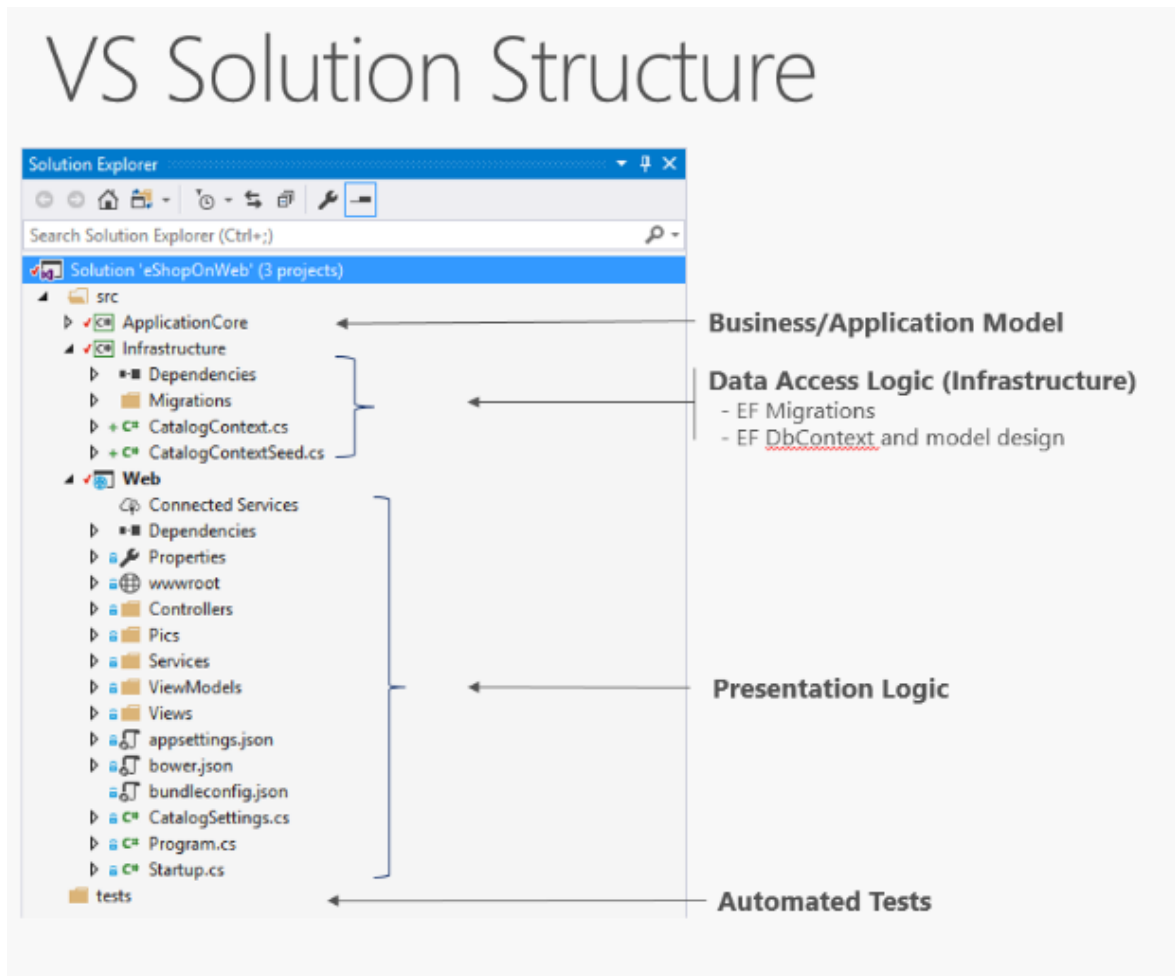 VS Solution Structure
Solution Explorer
Search Solution Explorer (Ctrl+;)
Solution 'eShopOnWeb' (3 projects)
src
ApplicationCore
Business/Application Model
Infrastructure
Dependencies
Migrations
CatalogContext.cs
CatalogContextSeed.cs
Data Access Logic (Infrastructure)
- EF Migrations
- EF DbContext and model design
Web
Connected Services
Dependencies
Properties
wwwroot
Controllers
Pics
Services
ViewModels
Views
appsettings.json
bower.json
bundleconfig.json
CatalogSettings.cs
Program.cs
Startup.cs
Presentation Logic
tests
Automated Tests